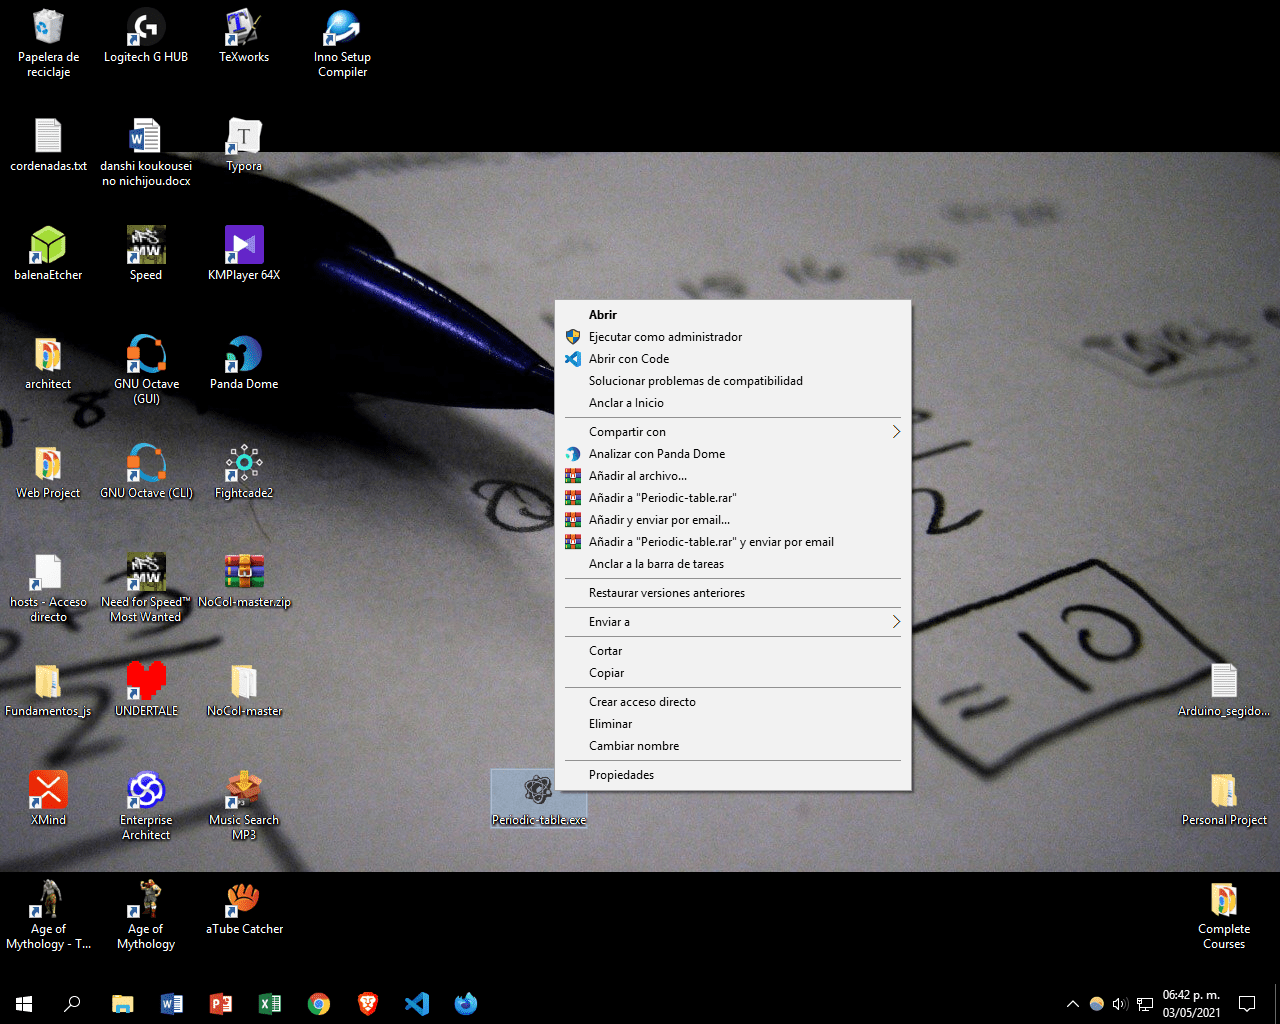 Papelera de
reciclaje
Logitech G HUB
TeXworks
Inno Setup
Compiler
cordenadas.txt
danshi koukousei
no nichijou.docx
Typora
balenaEtcher
Speed
KMPlayer 64X
architect
GNU Octave
(GUI)
Panda Dome
Web Project
GNU Octave (CLI)
Fightcade2
hosts - Acceso
directo
Need for Speed™
Most Wanted
NoCol-master.zip
Fundamentos_js
UNDERTALE
NoCol-master
XMind
Enterprise
Architect
Music Search
MP3
Age of
Mythology - T...
Age of
Mythology
aTube Catcher
Abrir
Ejecutar como administrador
Abrir con Code
Solucionar problemas de compatibilidad
Anclar a Inicio
Compartir con
Analizar con Panda Dome
Añadir al archivo...
Añadir a "Periodic-table.rar"
Añadir y enviar por email...
Añadir a "Periodic-table.rar" y enviar por email
Anclar a la barra de tareas
Restaurar versiones anteriores
Enviar a
Cortar
Copiar
Crear acceso directo
Eliminar
Cambiar nombre
Propiedades
Periodic-table.exe
Arduino_segido...
Personal Project
Complete
Courses
06:42 p. m.
03/05/2021